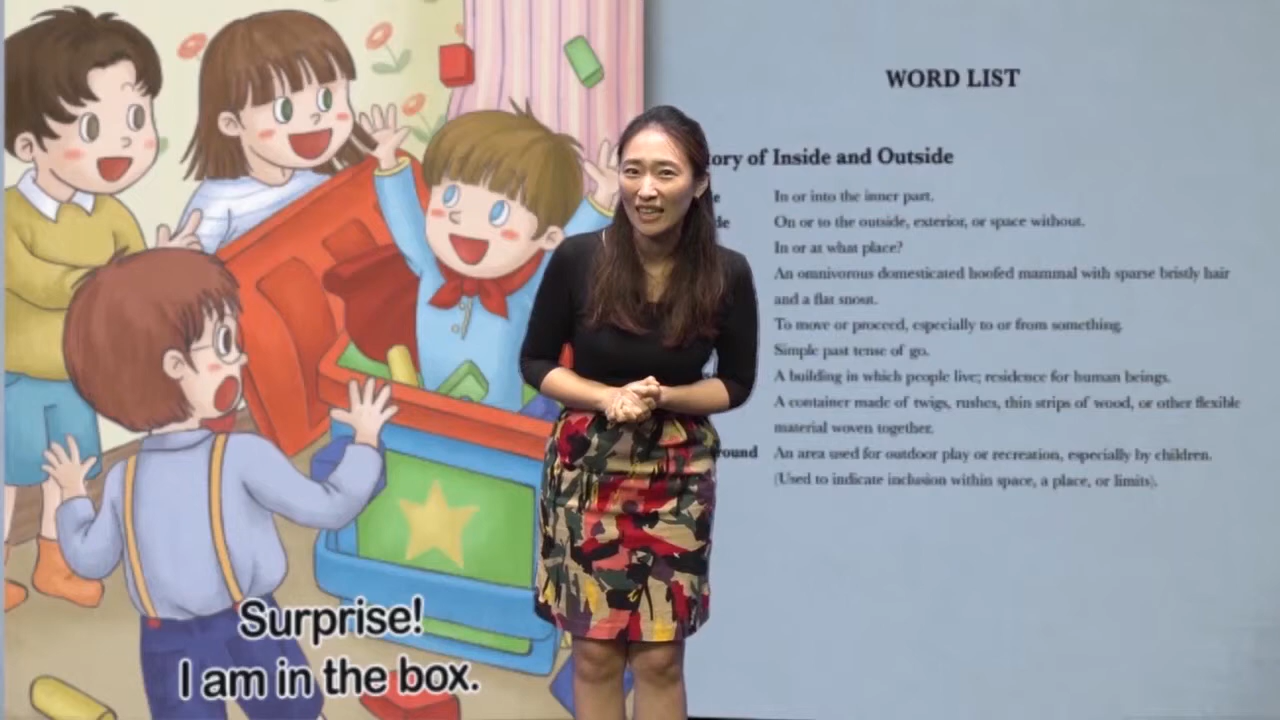 Surprise!
I am in the box.
WORD LIST
ory of Inside and Outside
In or into the inner part.
On or to the outside, exterior, or space without.
In or at what place?
An omnivorous domesticated hoofed mammal with sparse bristly hair
and a flat snout.
To move or proceed, especially to or from something.
Simple past tense of go.
A building in which people live; residence for human beings.
A container made of twigs, rushes, thin strips of wood, or other flexible
material woven together.
round An area used for outdoor play or recreation, especially by children.
(Used to indicate inclusion within space, a place, or limits).